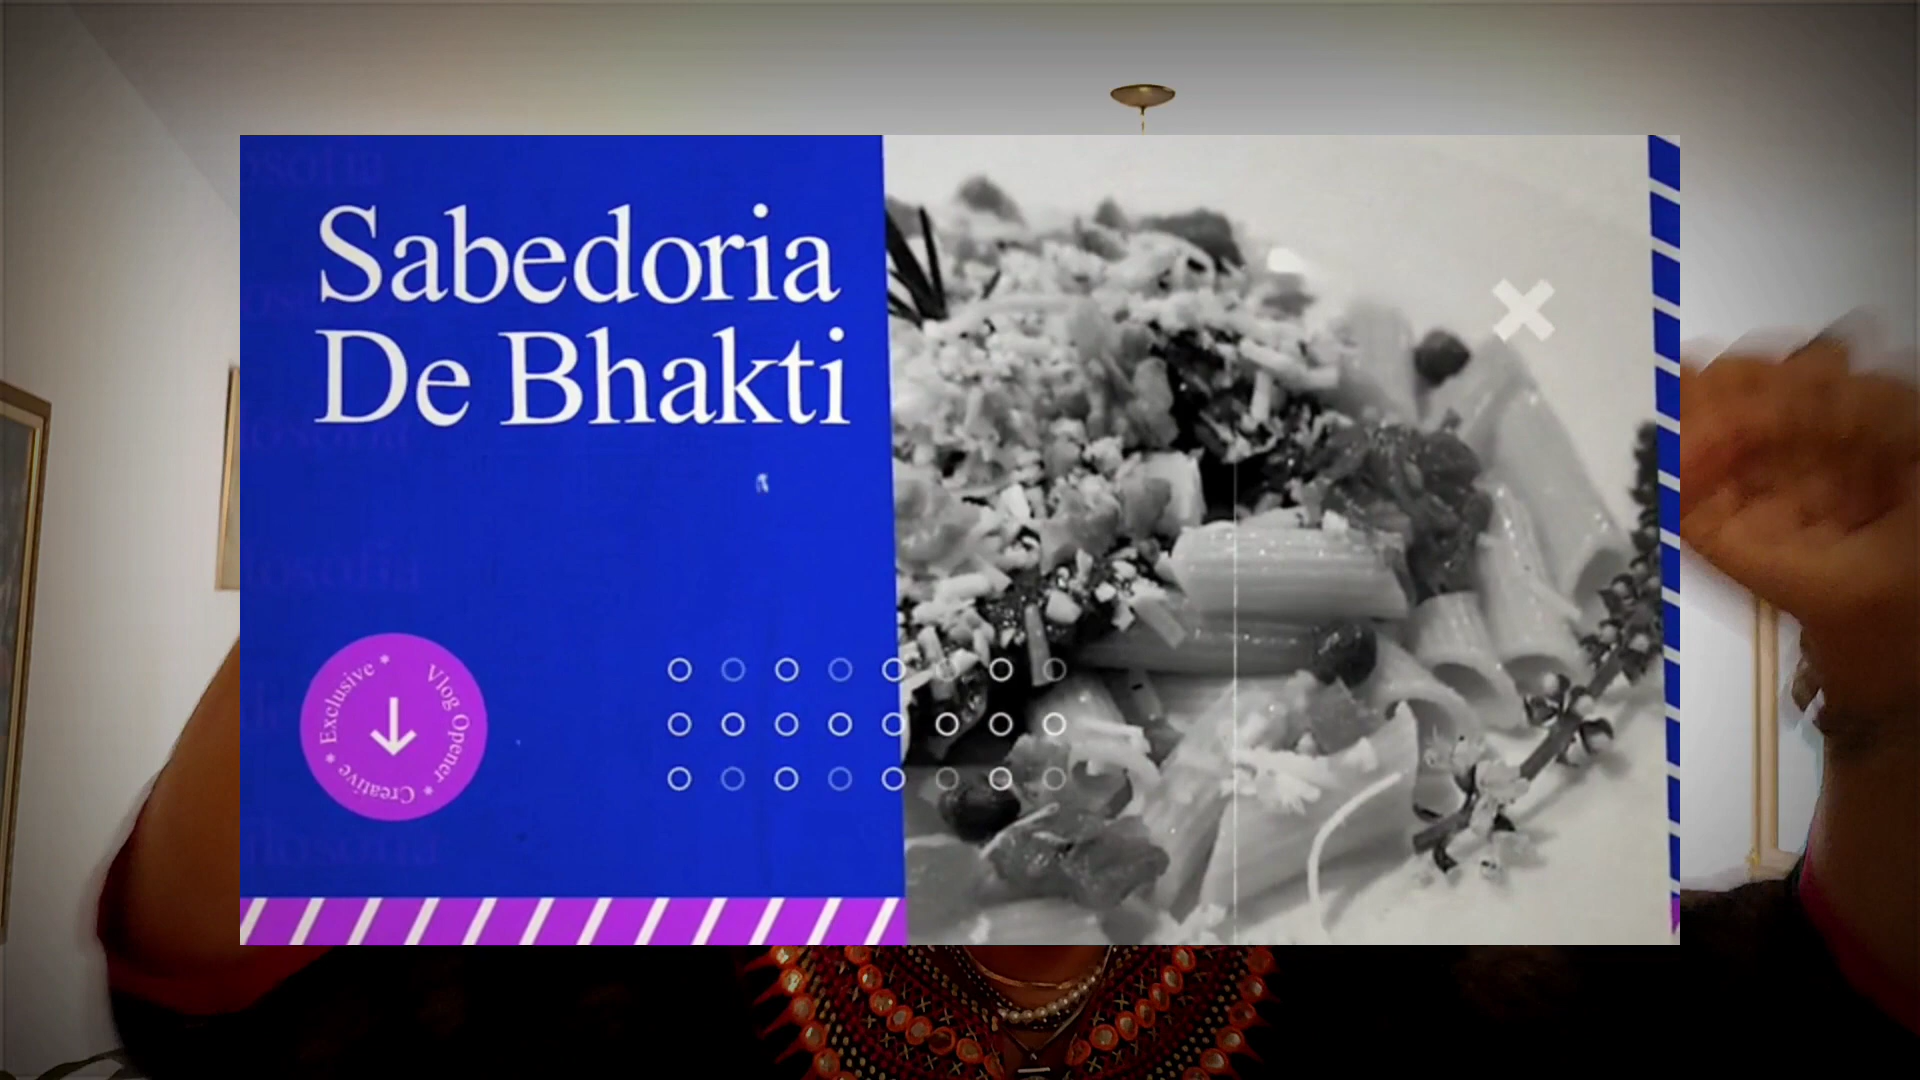 Sabedoria
De Bhakti
Vlog Opener * Creative * Exclusive *